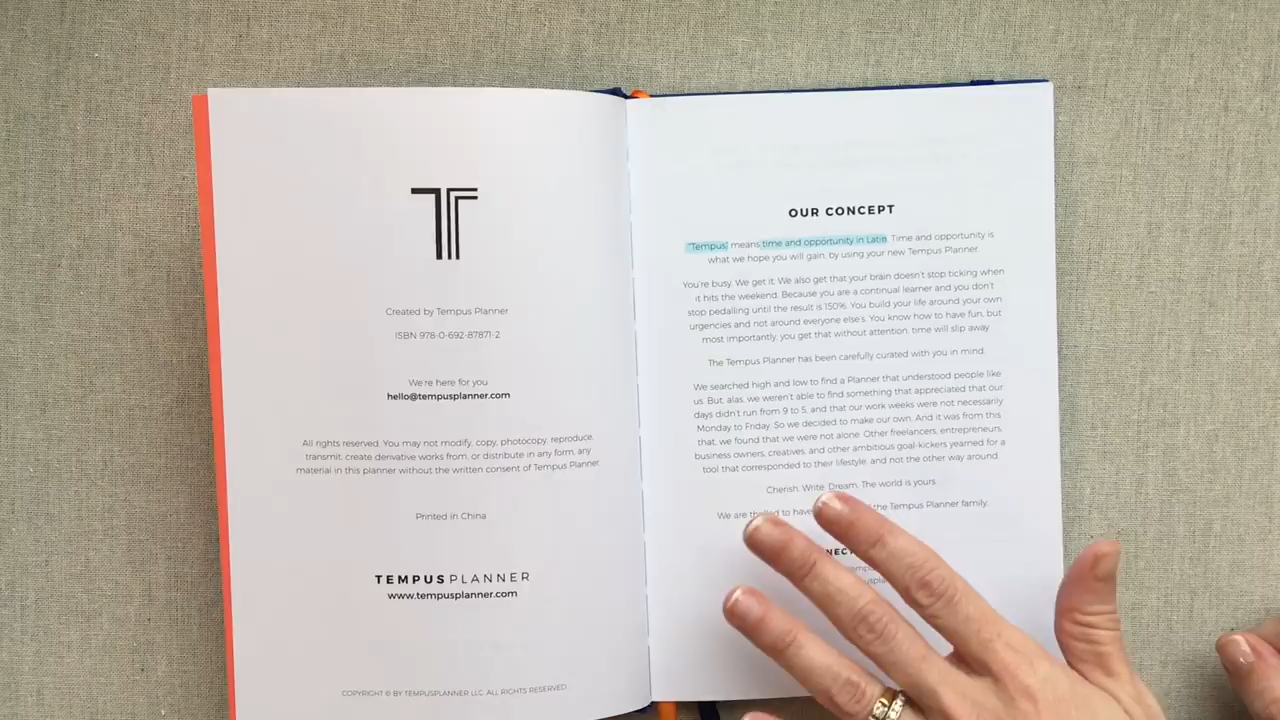 T
Created by Tempus Planner
ISBN 978-0-692-87871-2
We're here for you
hello@tempusplanner.com
All rights reserved. You may not modify, copy, photocopy, reproduce,
transmit, create derivative works from, or distribute in any form, any
material in this planner without the written consent of Tempus Planner.
Printed in China
TEMPUS PLANNER
www.tempusplanner.com
COPYRIGHT © BY TEMPUSPLANNER LLC. ALL RIGHTS RESERVED
OUR CONCEPT
"Tempus" means time and opportunity in Latin. Time and opportunity is
what we hope you will gain, by using your new Tempus Planner.
You're busy. We get it. We also get that your brain doesn't stop ticking when
it hits the weekend. Because you are a continual learner and you don't
stop pedalling until the result is 150%. You build your life around your own
urgencies and not around everyone else's. You know how to have fun, but
most importantly, you get that without attention, time will slip away.
The Tempus Planner has been carefully curated with you in mind.
We searched high and low to find a Planner that understood people like
us. But, alas, we weren't able to find something that appreciated that our
days didn't run from 9 to 5, and that our work weeks were not necessarily
Monday to Friday. So we decided to make our own. And it was from this
that, we found that we were not alone. Other freelancers, entrepreneurs,
business owners, creatives, and other ambitious goal-kickers yearned for a
tool that corresponded to their lifestyle, and not the other way around.
Cherish. Write. Dream. The world is yours.
We are to have the Tempus Planner family.